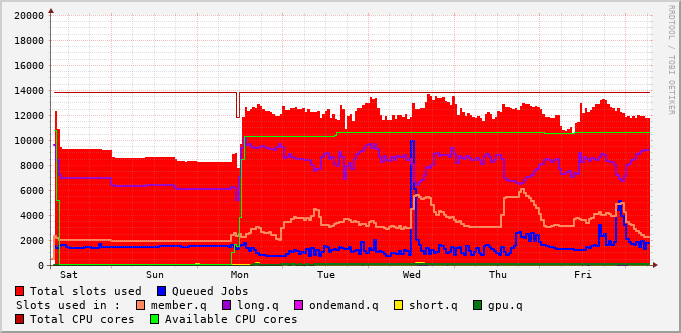 20000
18000
16000
14000
12000
10000
8000
6000
4000
2000
0
Sat Sun Mon Tue Wed Thu Fri
RRDTOOL / TOBI OETIKER
Total slots used Queued Jobs
Slots used in : member.q long.q ondemand.q short.q gpu.q
Total CPU cores Available CPU cores